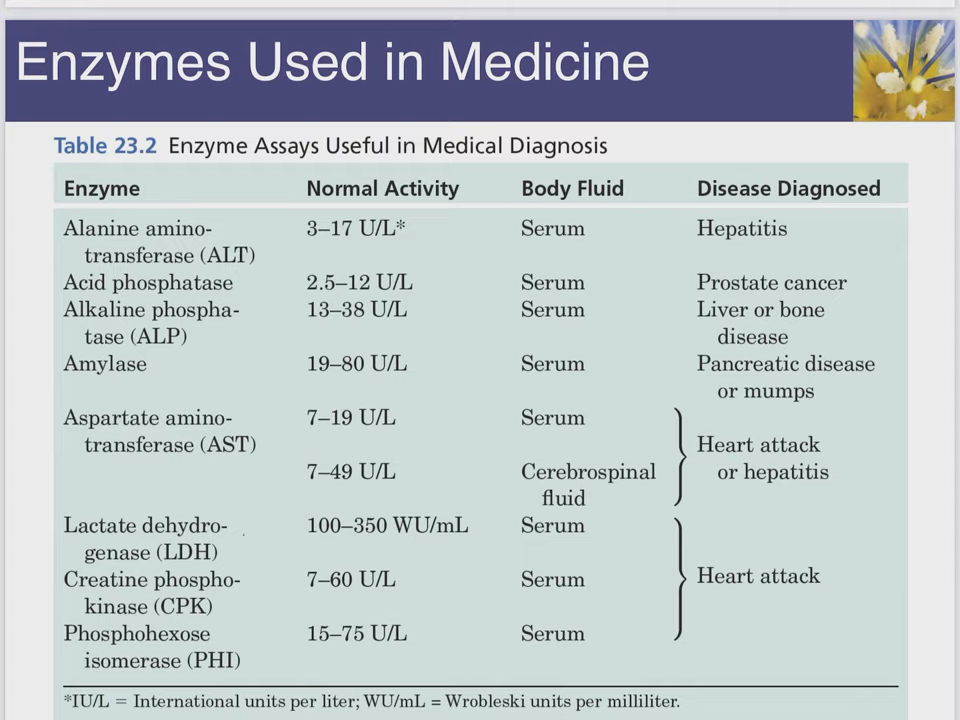 Enzymes Used in Medicine
Table 23.2 Enzyme Assays Useful in Medical Diagnosis
Enzyme Normal Activity Body Fluid Disease Diagnosed
Alanine amino- 3–17 U/L* Serum Hepatitis
transferase (ALT)
Acid phosphatase 2.5–12 U/L Serum Prostate cancer
Alkaline phospha- 13–38 U/L Serum Liver or bone
tase (ALP) disease
Amylase 19–80 U/L Serum Pancreatic disease
or mumps
Aspartate amino- 7–19 U/L Serum
transferase (AST) Heart attack
7–49 U/L Cerebrospinal or hepatitis
fluid
Lactate dehydro- 100–350 WU/mL Serum
genase (LDH)
Creatine phospho- 7–60 U/L Serum Heart attack
kinase (CPK)
Phosphohexose 15–75 U/L Serum
isomerase (PHI)
*IU/L = International units per liter; WU/mL = Wrobleski units per milliliter.